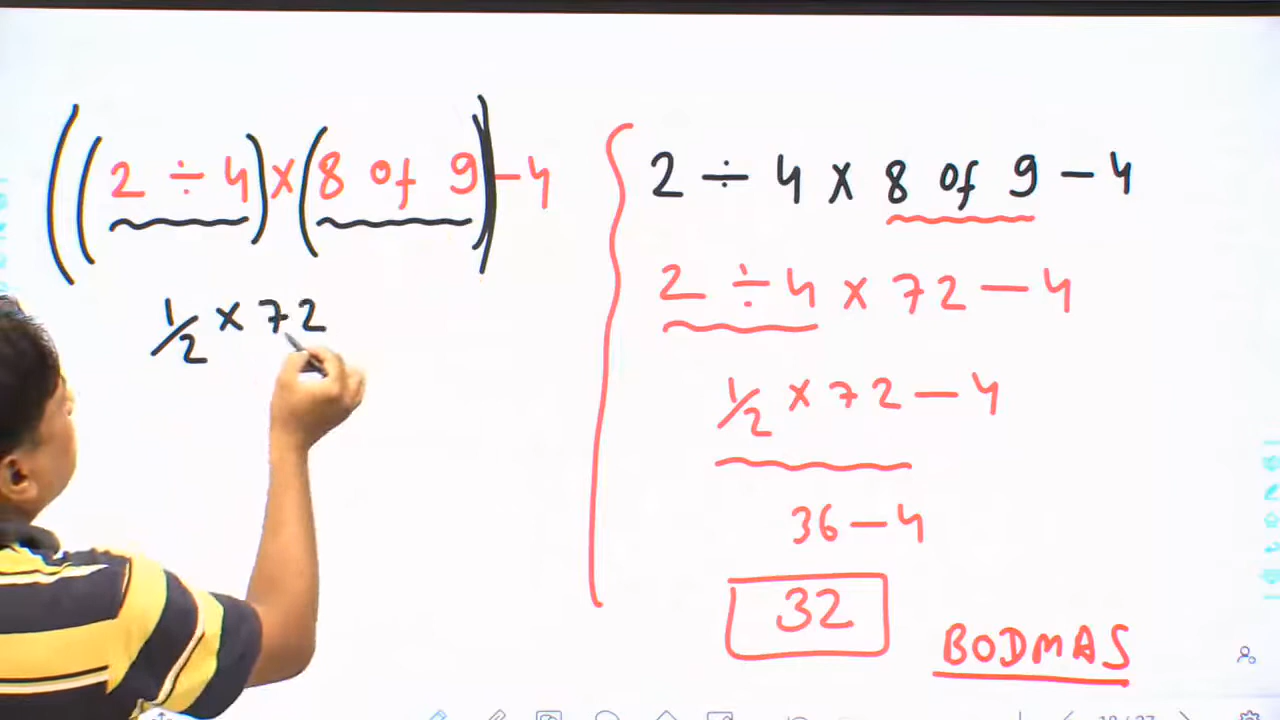 ((2 ÷ 4) × (8 of 9)) - 4
1/2 × 72
2 ÷ 4 × 8 of 9 - 4
2 ÷ 4 × 72 - 4
1/2 × 72 - 4
36 - 4
32
BODMAS